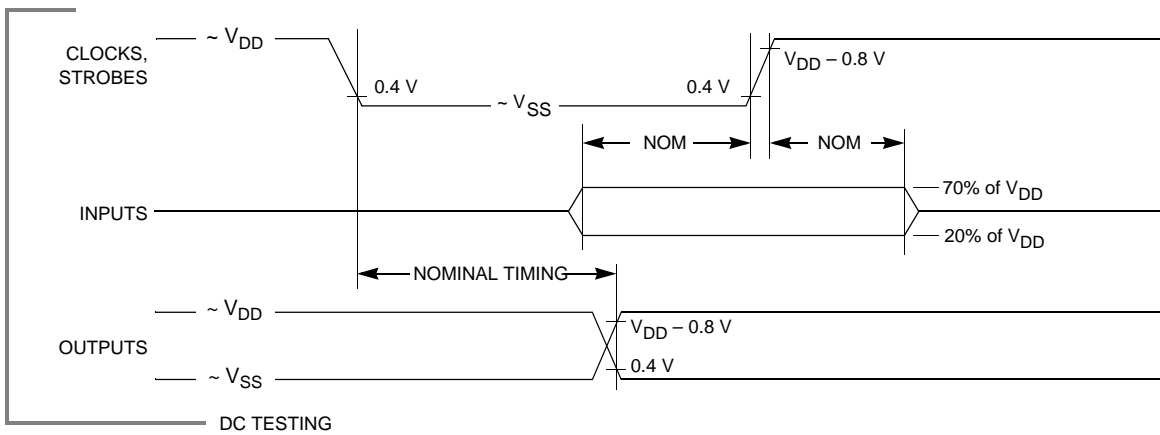 CLOCKS,
STROBES
~ VDD
0.4 V
~ VSS
0.4 V
VDD – 0.8 V
NOM
NOM
INPUTS
70% of VDD
20% of VDD
NOMINAL TIMING
OUTPUTS
~ VDD
~ VSS
VDD – 0.8 V
0.4 V
DC TESTING